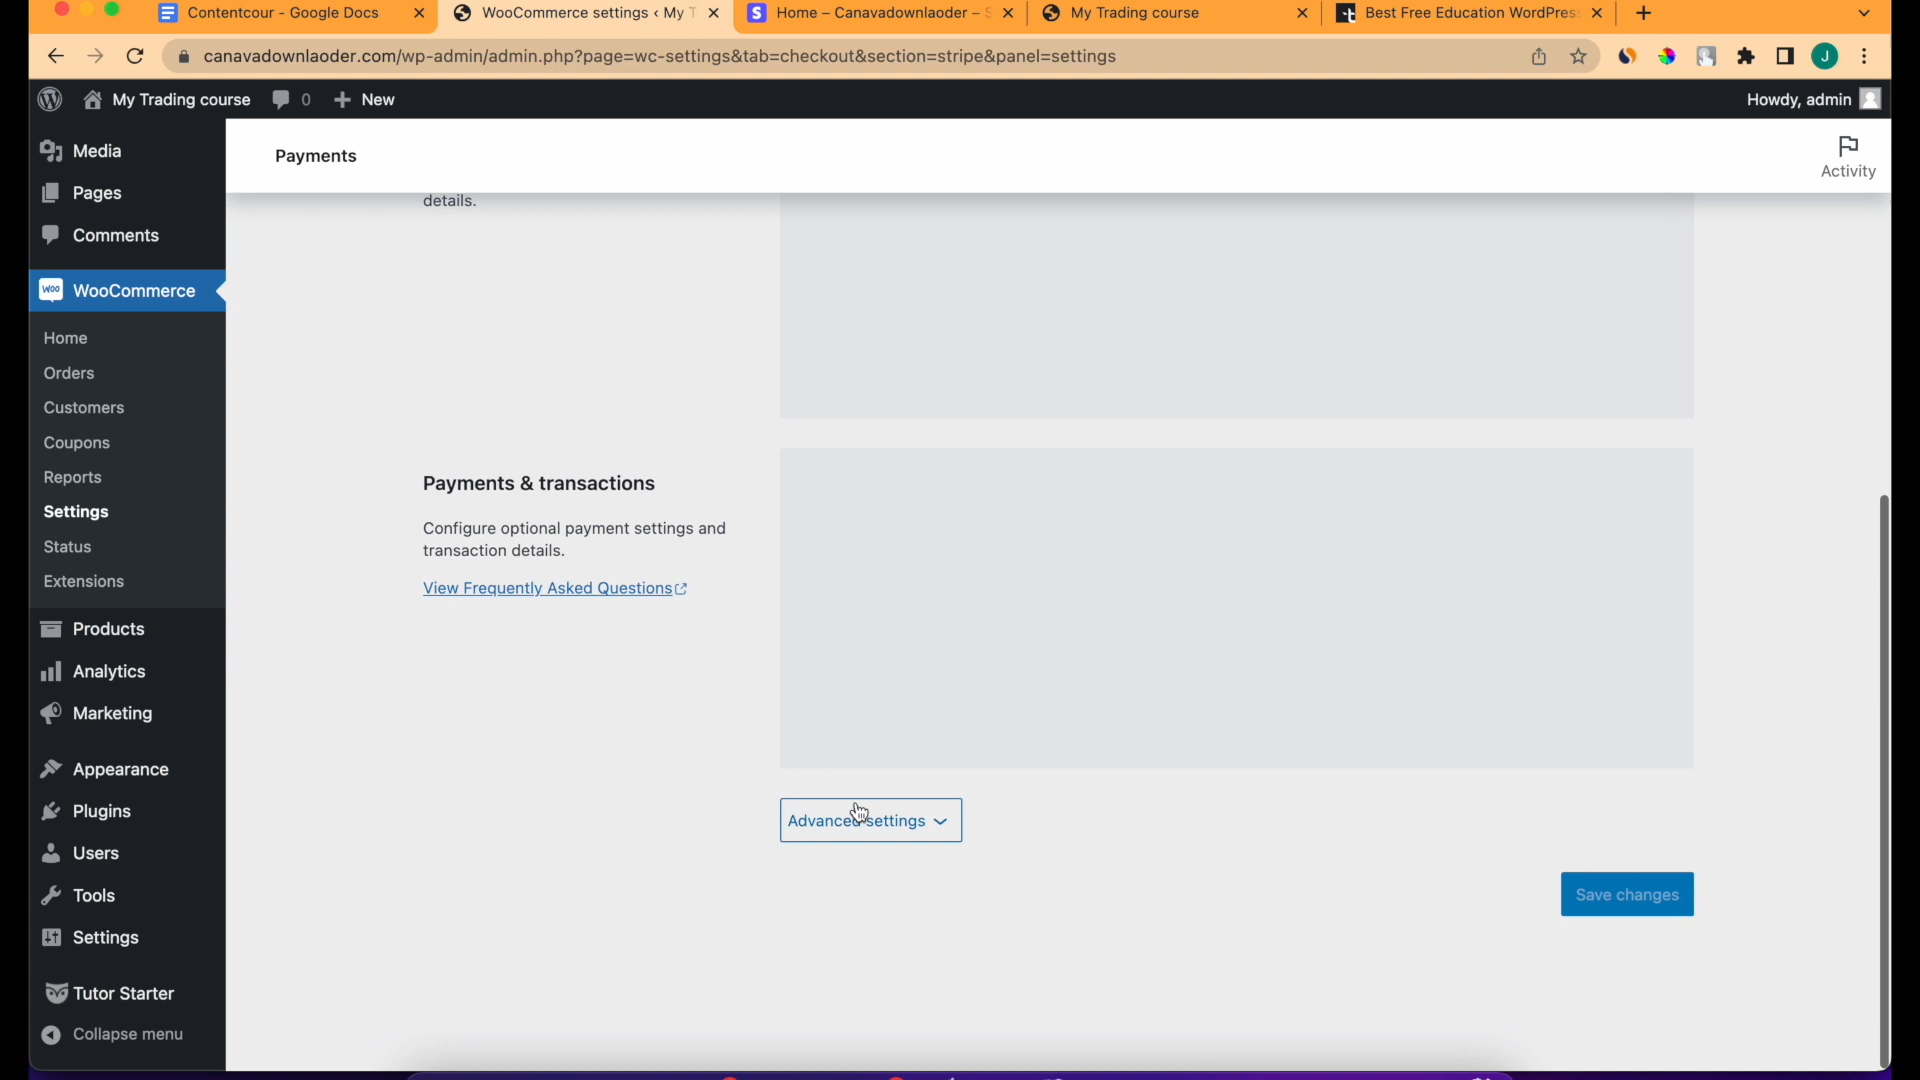 Contentcour - Google Docs
WooCommerce settings ‹ My T
Home – Canavadownlaoder – S
My Trading course
Best Free Education WordPress
canavadownlaoder.com/wp-admin/admin.php?page=wc-settings&tab=checkout&section=stripe&panel=settings
J
My Trading course
0
New
Howdy, admin
Media
Pages
Comments
WooCommerce
Home
Orders
Customers
Coupons
Reports
Settings
Status
Extensions
Products
Analytics
Marketing
Appearance
Plugins
Users
Tools
Settings
Tutor Starter
Collapse menu
Payments
Activity
details.
Payments & transactions
Configure optional payment settings and
transaction details.
View Frequently Asked Questions
Advanced settings
Save changes